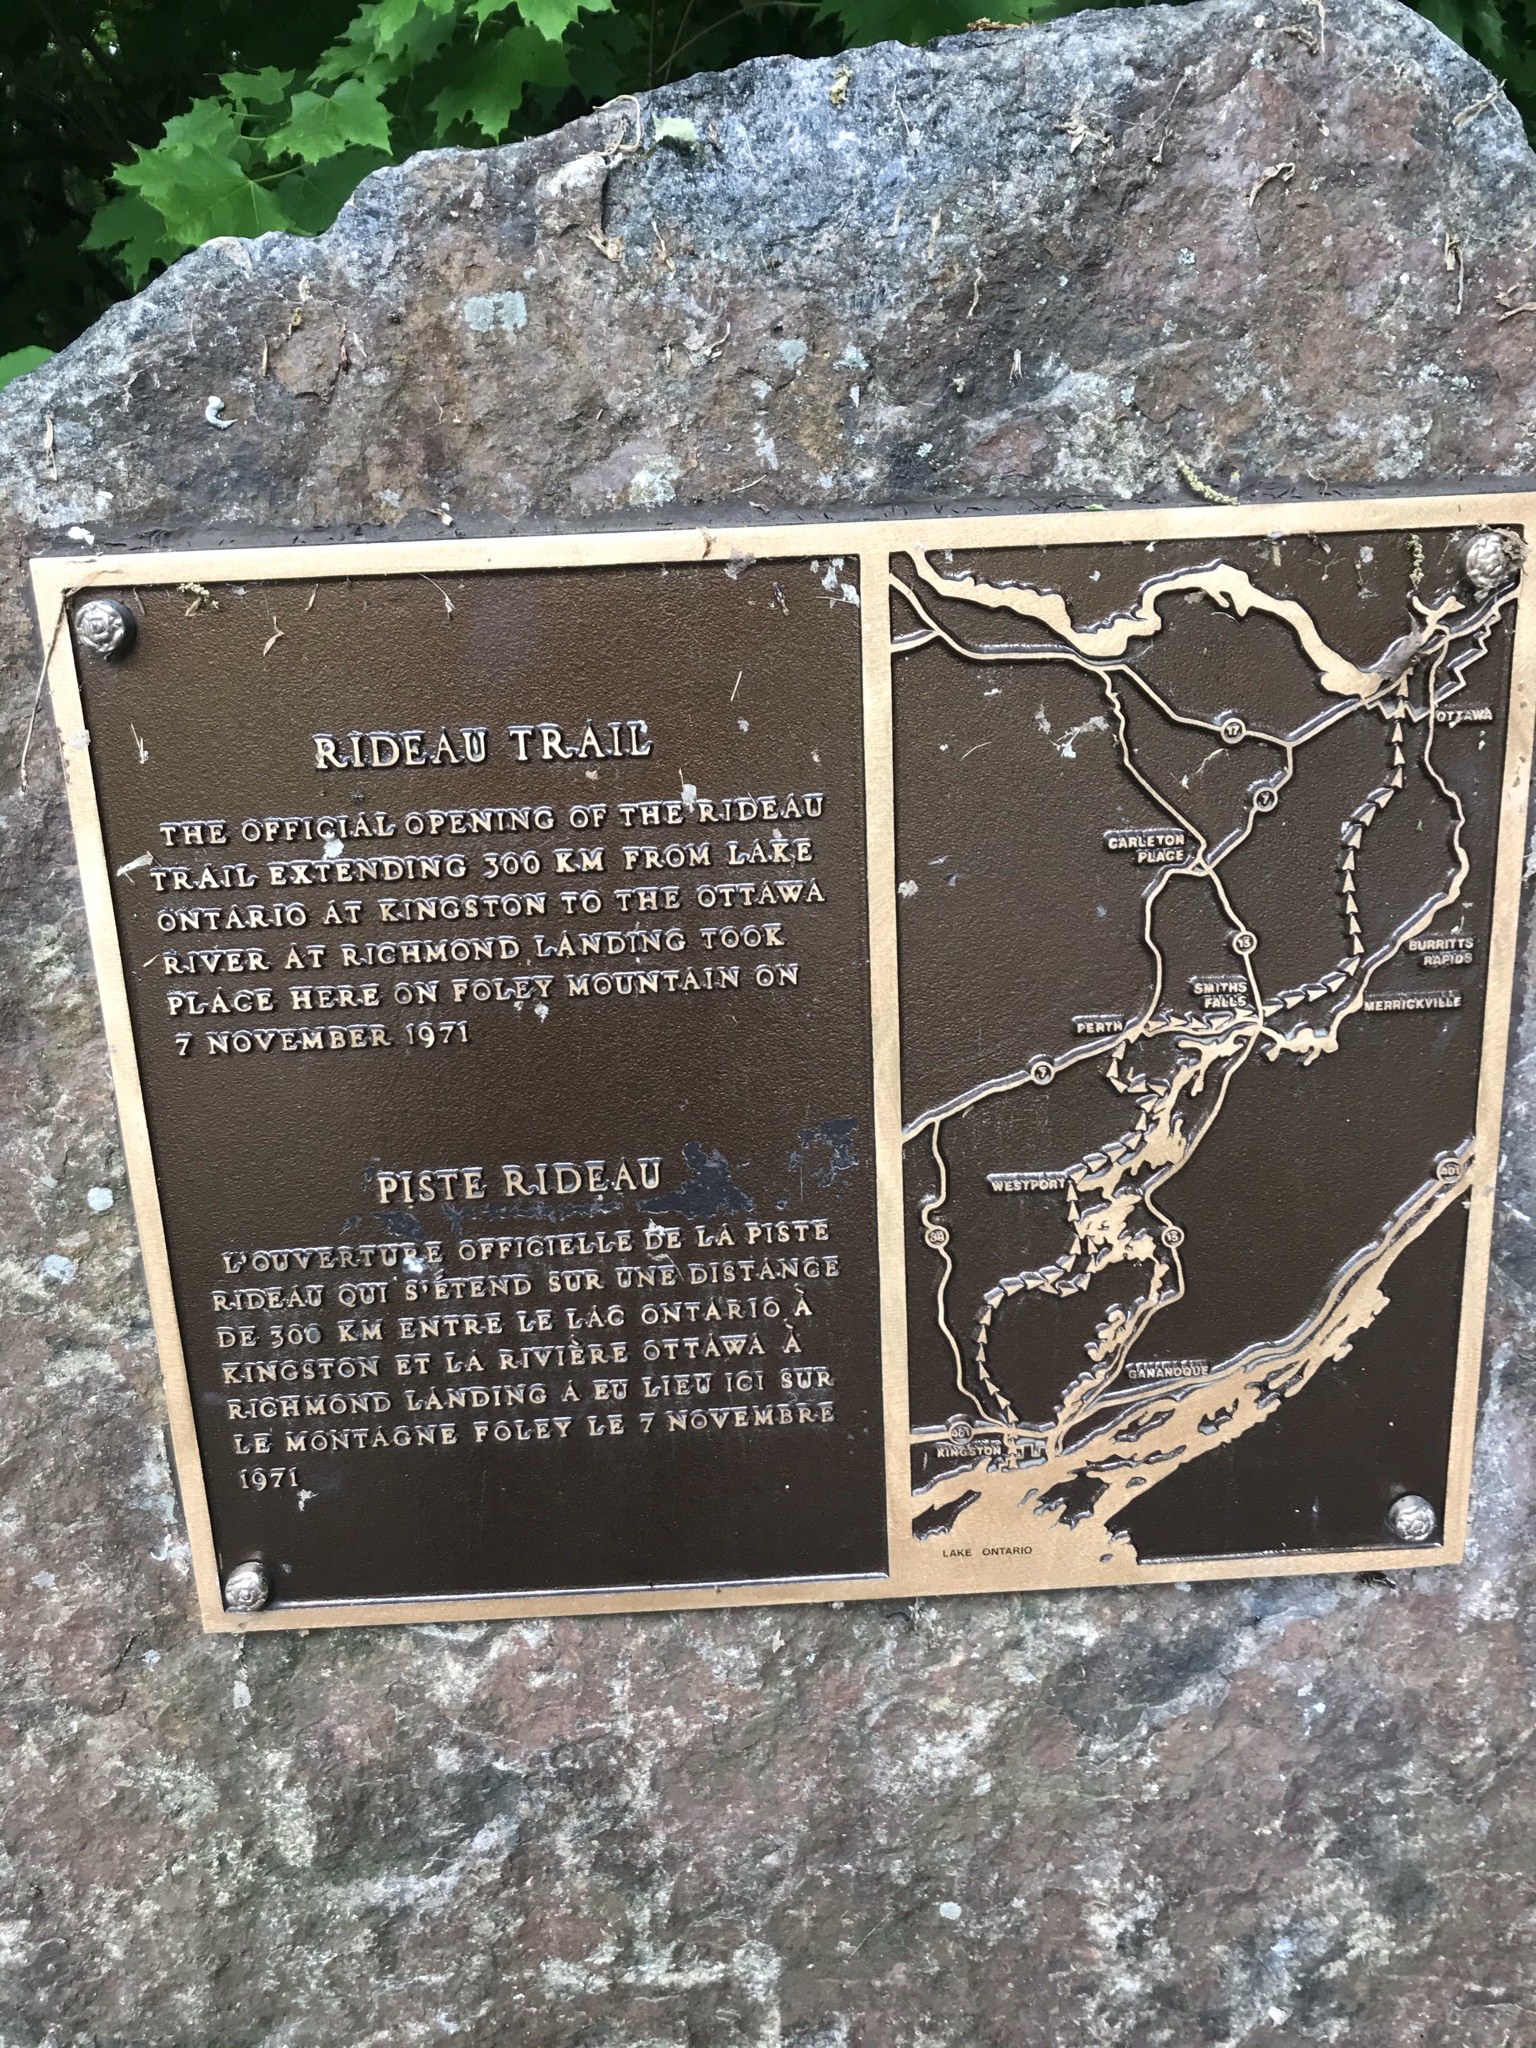 RIDEAU TRAIL
THE OFFICIAL OPENING OF THE RIDEAU
TRAIL EXTENDING 300 KM FROM LAKE
ONTARIO AT KINGSTON TO THE OTTAWA
RIVER AT RICHMOND LANDING TOOK
PLACE HERE ON FOLEY MOUNTAIN ON
7 NOVEMBER 1971
PISTE RIDEAU
L'OUVERTURE OFFICIELLE DE LA PISTE
RIDEAU QUI S'ÉTEND SUR UNE DISTANCE
DE 300 KM ENTRE LE LAC ONTARIO À
KINGSTON ET LA RIVIÈRE OTTAWA À
RICHMOND LANDING A EU LIEU ICI SUR
LE MONTAGNE FOLEY LE 7 NOVEMBRE
1971
OTTAWA
17
7
CARLETON
PLACE
15
BURRITTS
RAPIDS
SMITHS
FALLS
MERRICKVILLE
PERTH
7
WESTPORT
401
38
15
GANANOQUE
401
KINGSTON
LAKE ONTARIO